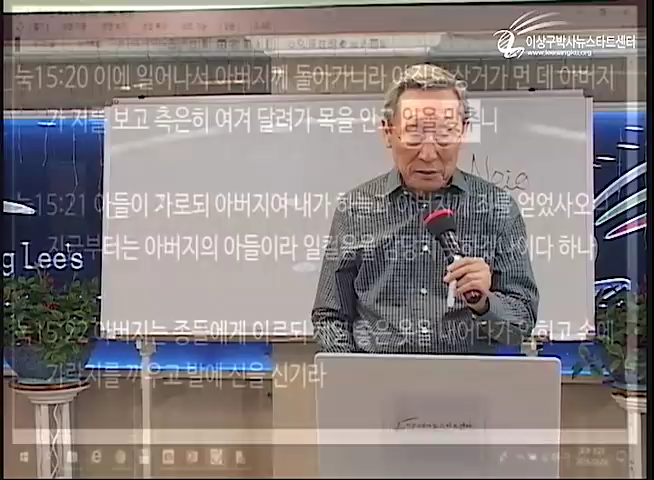 이상구박사뉴스타트센터
www.leesangku.org
눅15:20 이에 일어나서 아버지께 돌아가니라 아직도 상거가 먼 데 아버지
가 저를 보고 측은히 여겨 달려가 목을 안고 입을 맞추니
Noie
눅15:21 아들이 가로되 아버지여 내가 하늘과 아버지께 죄를 얻었사오니
지금부터는 아버지의 아들이라 일컬음을 감당치 못하겠나이다 하나
g Lee's
눅15:22 아버지는 종들에게 이르되 제일 좋은 옷을 내어다가 입히고 손에
가락지를 끼우고 발에 신을 신기라